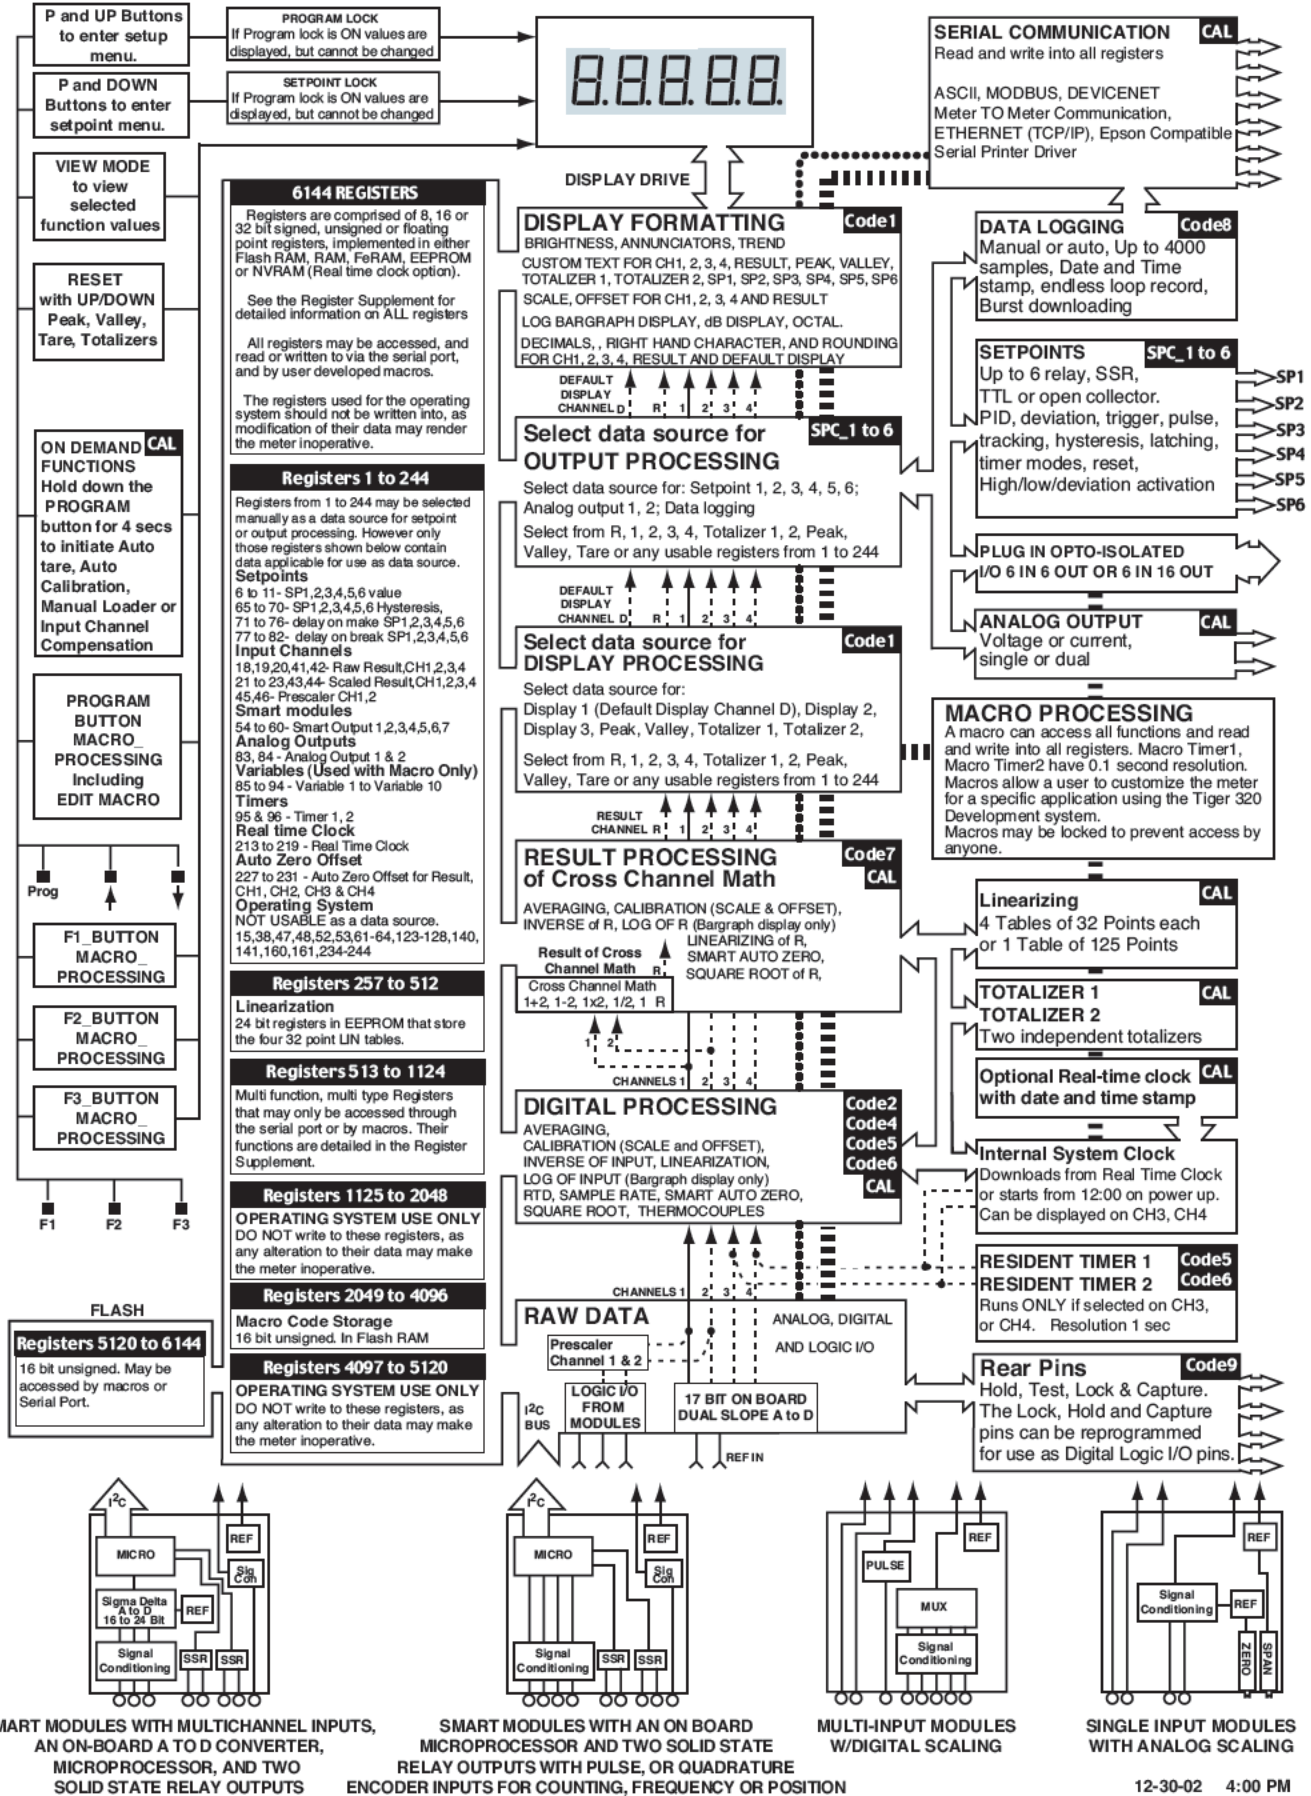 P and UP Buttons
to enter setup
menu.
PROGRAM LOCK
If Program lock is ON values are
displayed, but cannot be changed
P and DOWN
Buttons to enter
setpoint menu.
SETPOINT LOCK
If Program lock is ON values are
displayed, but cannot be changed
VIEW MODE
to view
selected
function values
RESET
with UP/DOWN
Peak, Valley,
Tare, Totalizers
ON DEMAND CAL
FUNCTIONS
Hold down the
PROGRAM
button for 4 secs
to initiate Auto
tare, Auto
Calibration,
Manual Loader or
Input Channel
Compensation
PROGRAM
BUTTON
MACRO_
PROCESSING
Including
EDIT MACRO
Prog
F1_BUTTON
MACRO_
PROCESSING
F2_BUTTON
MACRO_
PROCESSING
F3_BUTTON
MACRO_
PROCESSING
F1 F2 F3
FLASH
Registers 5120 to 6144
16 bit unsigned. May be
accessed by macros or
Serial Port.
6144 REGISTERS
Registers are comprised of 8, 16 or
32 bit signed, unsigned or floating
point registers, implemented in either
Flash RAM, RAM, FeRAM, EEPROM
or NVRAM (Real time clock option).
See the Register Supplement for
detailed information on ALL registers
All registers may be accessed, and
read or written to via the serial port,
and by user developed macros.
The registers used for the operating
system should not be written into, as
modification of their data may render
the meter inoperative.
Registers 1 to 244
Registers from 1 to 244 may be selected
manually as a data source for setpoint
or output processing. However only
those registers shown below contain
data applicable for use as data source.
Setpoints
6 to 11- SP1,2,3,4,5,6 value
65 to 70- SP1,2,3,4,5,6 Hysteresis,
71 to 76- delay on make SP1,2,3,4,5,6
77 to 82- delay on break SP1,2,3,4,5,6
Input Channels
18,19,20,41,42- Raw Result,CH1,2,3,4
21 to 23,43,44- Scaled Result,CH1,2,3,4
45,46- Prescaler CH1,2
Smart modules
54 to 60- Smart Output 1,2,3,4,5,6,7
Analog Outputs
83, 84 - Analog Output 1 & 2
Variables (Used with Macro Only)
85 to 94 - Variable 1 to Variable 10
Timers
95 & 96 - Timer 1, 2
Real time Clock
213 to 219 - Real Time Clock
Auto Zero Offset
227 to 231 - Auto Zero Offset for Result,
CH1, CH2, CH3 & CH4
Operating System
NOT USABLE as a data source.
15,38,47,48,52,53,61-64,123-128,140,
141,160,161,234-244
Registers 257 to 512
Linearization
24 bit registers in EEPROM that store
the four 32 point LIN tables.
Registers 513 to 1124
Multi function, multi type Registers
that may only be accessed through
the serial port or by macros. Their
functions are detailed in the Register
Supplement.
Registers 1125 to 2048
OPERATING SYSTEM USE ONLY
DO NOT write to these registers, as
any alteration to their data may make
the meter inoperative.
Registers 2049 to 4096
Macro Code Storage
16 bit unsigned. In Flash RAM
Registers 4097 to 5120
OPERATING SYSTEM USE ONLY
DO NOT write to these registers, as
any alteration to their data may make
the meter inoperative.
8.8.8.8.8.
DISPLAY DRIVE
DISPLAY FORMATTING Code1
BRIGHTNESS, ANNUNCIATORS, TREND
CUSTOM TEXT FOR CH1, 2, 3, 4, RESULT, PEAK, VALLEY,
TOTALIZER 1, TOTALIZER 2, SP1, SP2, SP3, SP4, SP5, SP6
SCALE, OFFSET FOR CH1, 2, 3, 4 AND RESULT
LOG BARGRAPH DISPLAY, dB DISPLAY, OCTAL.
DECIMALS, , RIGHT HAND CHARACTER, AND ROUNDING
FOR CH1, 2, 3, 4, RESULT AND DEFAULT DISPLAY
DEFAULT
DISPLAY
CHANNEL D R 1 2 3 4
Select data source for SPC_1 to 6
OUTPUT PROCESSING
Select data source for: Setpoint 1, 2, 3, 4, 5, 6;
Analog output 1, 2; Data logging
Select from R, 1, 2, 3, 4, Totalizer 1, 2, Peak,
Valley, Tare or any usable registers from 1 to 244
DEFAULT
DISPLAY
CHANNEL D R 1 2 3 4
Select data source for Code1
DISPLAY PROCESSING
Select data source for:
Display 1 (Default Display Channel D), Display 2,
Display 3, Peak, Valley, Totalizer 1, Totalizer 2,
Select from R, 1, 2, 3, 4, Totalizer 1, 2, Peak,
Valley, Tare or any usable registers from 1 to 244
RESULT
CHANNEL R 1 2 3 4
RESULT PROCESSING Code7
of Cross Channel Math CAL
AVERAGING, CALIBRATION (SCALE & OFFSET),
INVERSE of R, LOG OF R (Bargraph display only)
LINEARIZING of R,
SMART AUTO ZERO,
SQUARE ROOT of R,
Result of Cross
Channel Math R
Cross Channel Math
1+2, 1-2, 1x2, 1/2, 1 R
1 2
CHANNELS 1 2 3 4
DIGITAL PROCESSING Code2
Code4
Code5
Code6
CAL
AVERAGING,
CALIBRATION (SCALE and OFFSET),
INVERSE OF INPUT, LINEARIZATION,
LOG OF INPUT (Bargraph display only)
RTD, SAMPLE RATE, SMART AUTO ZERO,
SQUARE ROOT, THERMOCOUPLES
CHANNELS 1 2 3 4
RAW DATA
ANALOG, DIGITAL
AND LOGIC I/O
Prescaler
Channel 1 & 2
LOGIC I/O
FROM
MODULES
17 BIT ON BOARD
DUAL SLOPE A to D
I²C
BUS
REF IN
SERIAL COMMUNICATION CAL
Read and write into all registers
ASCII, MODBUS, DEVICENET
Meter TO Meter Communication,
ETHERNET (TCP/IP), Epson Compatible
Serial Printer Driver
DATA LOGGING Code8
Manual or auto, Up to 4000
samples, Date and Time
stamp, endless loop record,
Burst downloading
SETPOINTS SPC_1 to 6
Up to 6 relay, SSR,
TTL or open collector.
PID, deviation, trigger, pulse,
tracking, hysteresis, latching,
timer modes, reset,
High/low/deviation activation
SP1
SP2
SP3
SP4
SP5
SP6
PLUG IN OPTO-ISOLATED
I/O 6 IN 6 OUT OR 6 IN 16 OUT
ANALOG OUTPUT CAL
Voltage or current,
single or dual
MACRO PROCESSING
A macro can access all functions and read
and write into all registers. Macro Timer1,
Macro Timer2 have 0.1 second resolution.
Macros allow a user to customize the meter
for a specific application using the Tiger 320
Development system.
Macros may be locked to prevent access by
anyone.
Linearizing CAL
4 Tables of 32 Points each
or 1 Table of 125 Points
TOTALIZER 1 CAL
TOTALIZER 2
Two independent totalizers
Optional Real-time clock CAL
with date and time stamp
Internal System Clock
Downloads from Real Time Clock
or starts from 12:00 on power up.
Can be displayed on CH3, CH4
RESIDENT TIMER 1 Code5
RESIDENT TIMER 2 Code6
Runs ONLY if selected on CH3,
or CH4. Resolution 1 sec
Rear Pins Code9
Hold, Test, Lock & Capture.
The Lock, Hold and Capture
pins can be reprogrammed
for use as Digital Logic I/O pins.
I²C
MICRO
REF
Sig
Con
Sigma Delta
A to D
16 to 24 Bit
REF
Signal
Conditioning
SSR SSR
MART MODULES WITH MULTICHANNEL INPUTS,
AN ON-BOARD A TO D CONVERTER,
MICROPROCESSOR, AND TWO
SOLID STATE RELAY OUTPUTS
I²C
MICRO
REF
Sig
Con
Signal
Conditioning
SSR SSR
SMART MODULES WITH AN ON BOARD
MICROPROCESSOR AND TWO SOLID STATE
RELAY OUTPUTS WITH PULSE, OR QUADRATURE
ENCODER INPUTS FOR COUNTING, FREQUENCY OR POSITION
REF
PULSE
MUX
Signal
Conditioning
MULTI-INPUT MODULES
W/DIGITAL SCALING
REF
Signal
Conditioning
REF
ZERO
SPAN
SINGLE INPUT MODULES
WITH ANALOG SCALING
12-30-02 4:00 PM